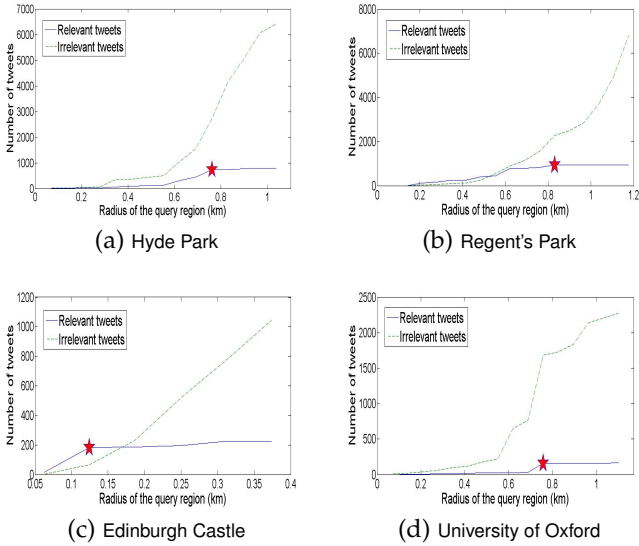 Number of tweets
7000
6000
5000
4000
3000
2000
1000
0
Relevant tweets
Irrelevant tweets
0 0.2 0.4 0.6 0.8 1
Radius of the query region (km)
(a) Hyde Park
Number of tweets
8000
6000
4000
2000
0
Relevant tweets
Irrelevant tweets
0 0.2 0.4 0.6 0.8 1 1.2
Radius of the query region (km)
(b) Regent's Park
Number of tweets
1200
1000
800
600
400
200
0
Relevant tweets
Irrelevant tweets
0.05 0.1 0.15 0.2 0.25 0.3 0.35 0.4
Radius of the query region (km)
(c) Edinburgh Castle
Number of tweets
2500
2000
1500
1000
500
0
Relevant tweets
Irrelevant tweets
0 0.2 0.4 0.6 0.8 1
Radius of the query region (km)
(d) University of Oxford